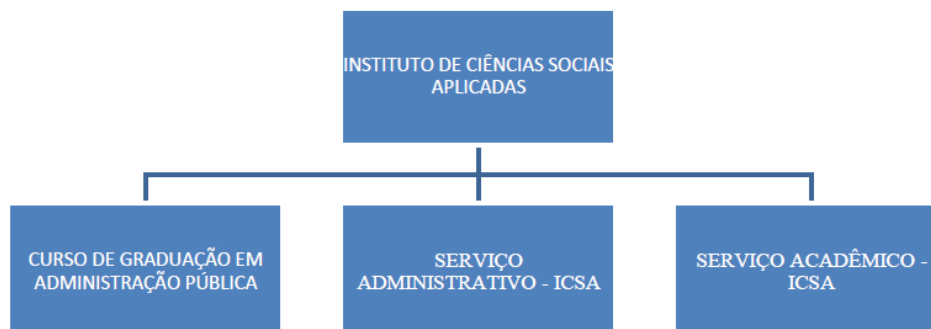 INSTITUTO DE CIÊNCIAS SOCIAIS
APLICADAS
CURSO DE GRADUAÇÃO EM
ADMINISTRAÇÃO PÚBLICA
SERVIÇO
ADMINISTRATIVO - ICSA
SERVIÇO ACADÊMICO -
ICSA